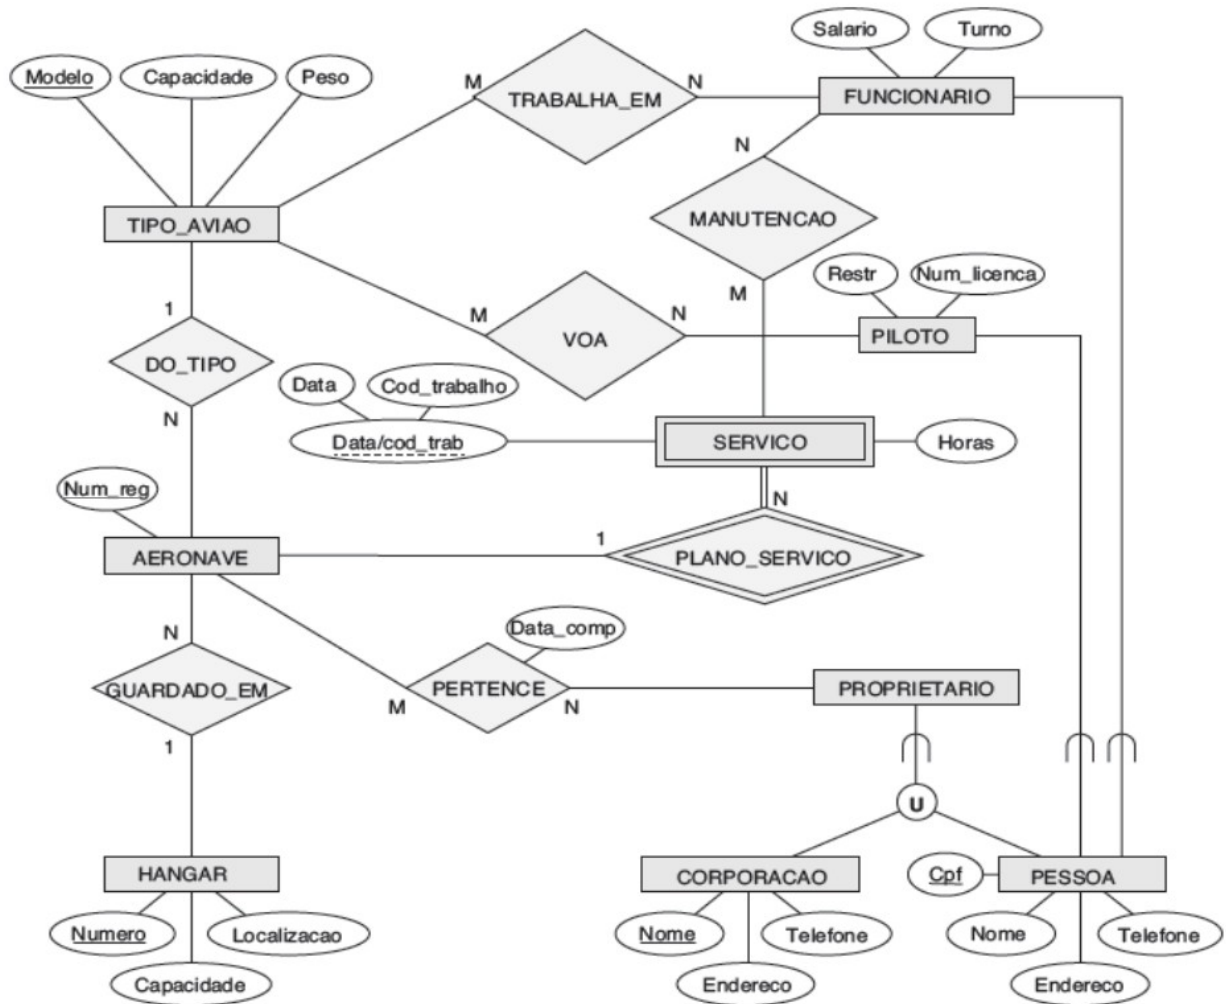 Salario
Turno
Modelo
Capacidade
Peso
M
TRABALHA_EM
N
FUNCIONARIO
N
TIPO_AVIAO
MANUTENCAO
Restr
Num_licenca
M
1
M
N
VOA
PILOTO
DO_TIPO
Data
Cod_trabalho
N
Data/cod_trab
SERVICO
Horas
Num_reg
N
1
AERONAVE
PLANO_SERVICO
Data_comp
N
GUARDADO_EM
PERTENCE
PROPRIETARIO
M
N
1
U
HANGAR
CORPORACAO
Cpf
PESSOA
Numero
Localizacao
Nome
Telefone
Nome
Telefone
Capacidade
Endereco
Endereco